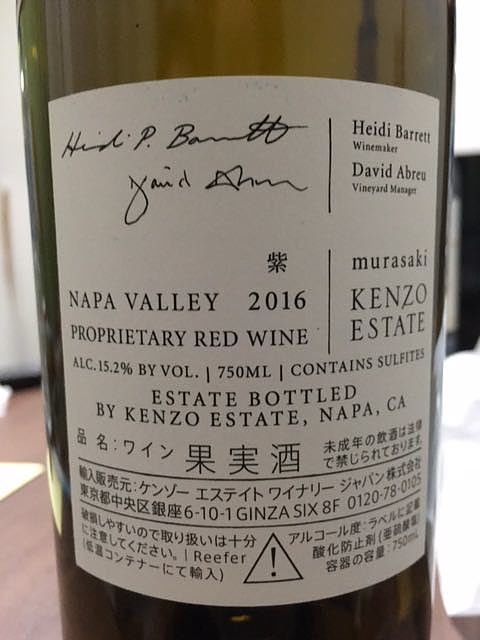 Heidi P. Barrett
David Abreu
Heidi Barrett
Winemaker
David Abreu
Vineyard Manager
紫
murasaki
NAPA VALLEY 2016
PROPRIETARY RED WINE
KENZO
ESTATE
ALC.15.2% BY VOL. | 750ML | CONTAINS SULFITES
ESTATE BOTTLED
BY KENZO ESTATE, NAPA, CA
品 名:ワイン 果実酒 未成年の飲酒は法律
で禁じられております。
輸入販売元:ケンゾー エステイト ワイナリー ジャパン 株式会社
東京都中央区銀座6-10-1 GINZA SIX 8F 0120-78-0105
破損しやすいので取り扱いは十分
に注意してください。| Reefer
(低温コンテナーにて輸入)
アルコール度:ラベルに記載
酸化防止剤(亜硫酸塩)
容器の容量:750mL